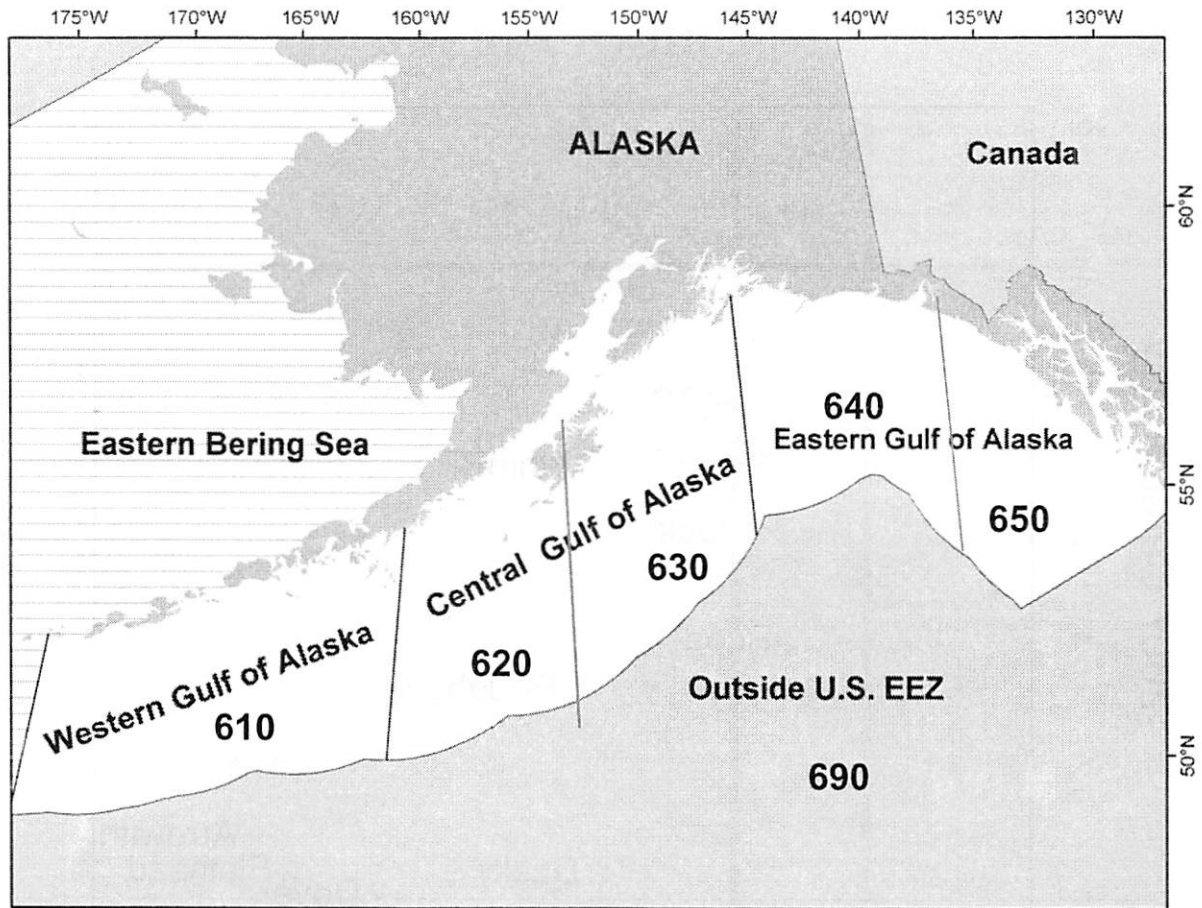 175°W 170°W 165°W 160°W 155°W 150°W 145°W 140°W 135°W 130°W
ALASKA
Canada
60°N
Eastern Bering Sea
640
Eastern Gulf of Alaska
55°N
Central Gulf of Alaska
650
630
Western Gulf of Alaska
620
Outside U.S. EEZ
610
50°N
690